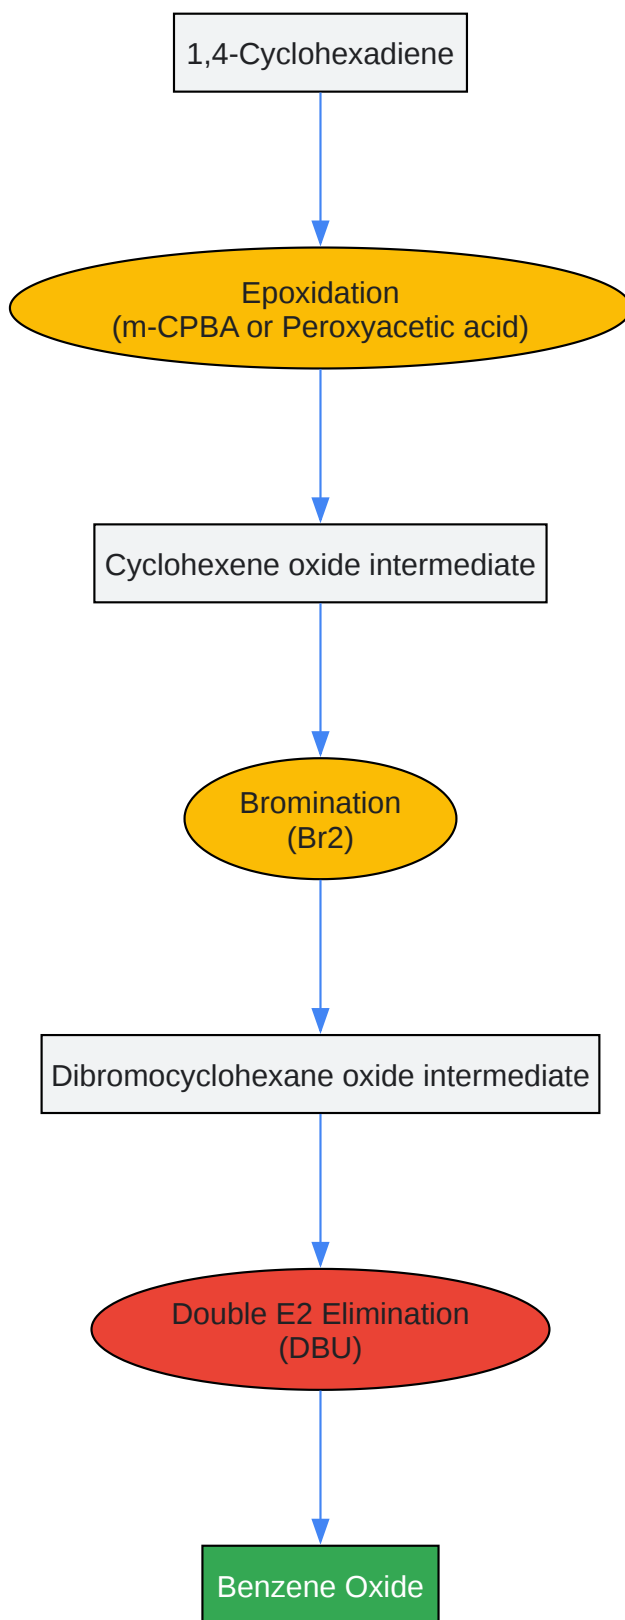 1,4-Cyclohexadiene
Epoxidation
(m-CPBA or Peroxyacetic acid)
Cyclohexene oxide intermediate
Bromination
(Br2)
Dibromocyclohexane oxide intermediate
Double E2 Elimination
(DBU)
Benzene Oxide